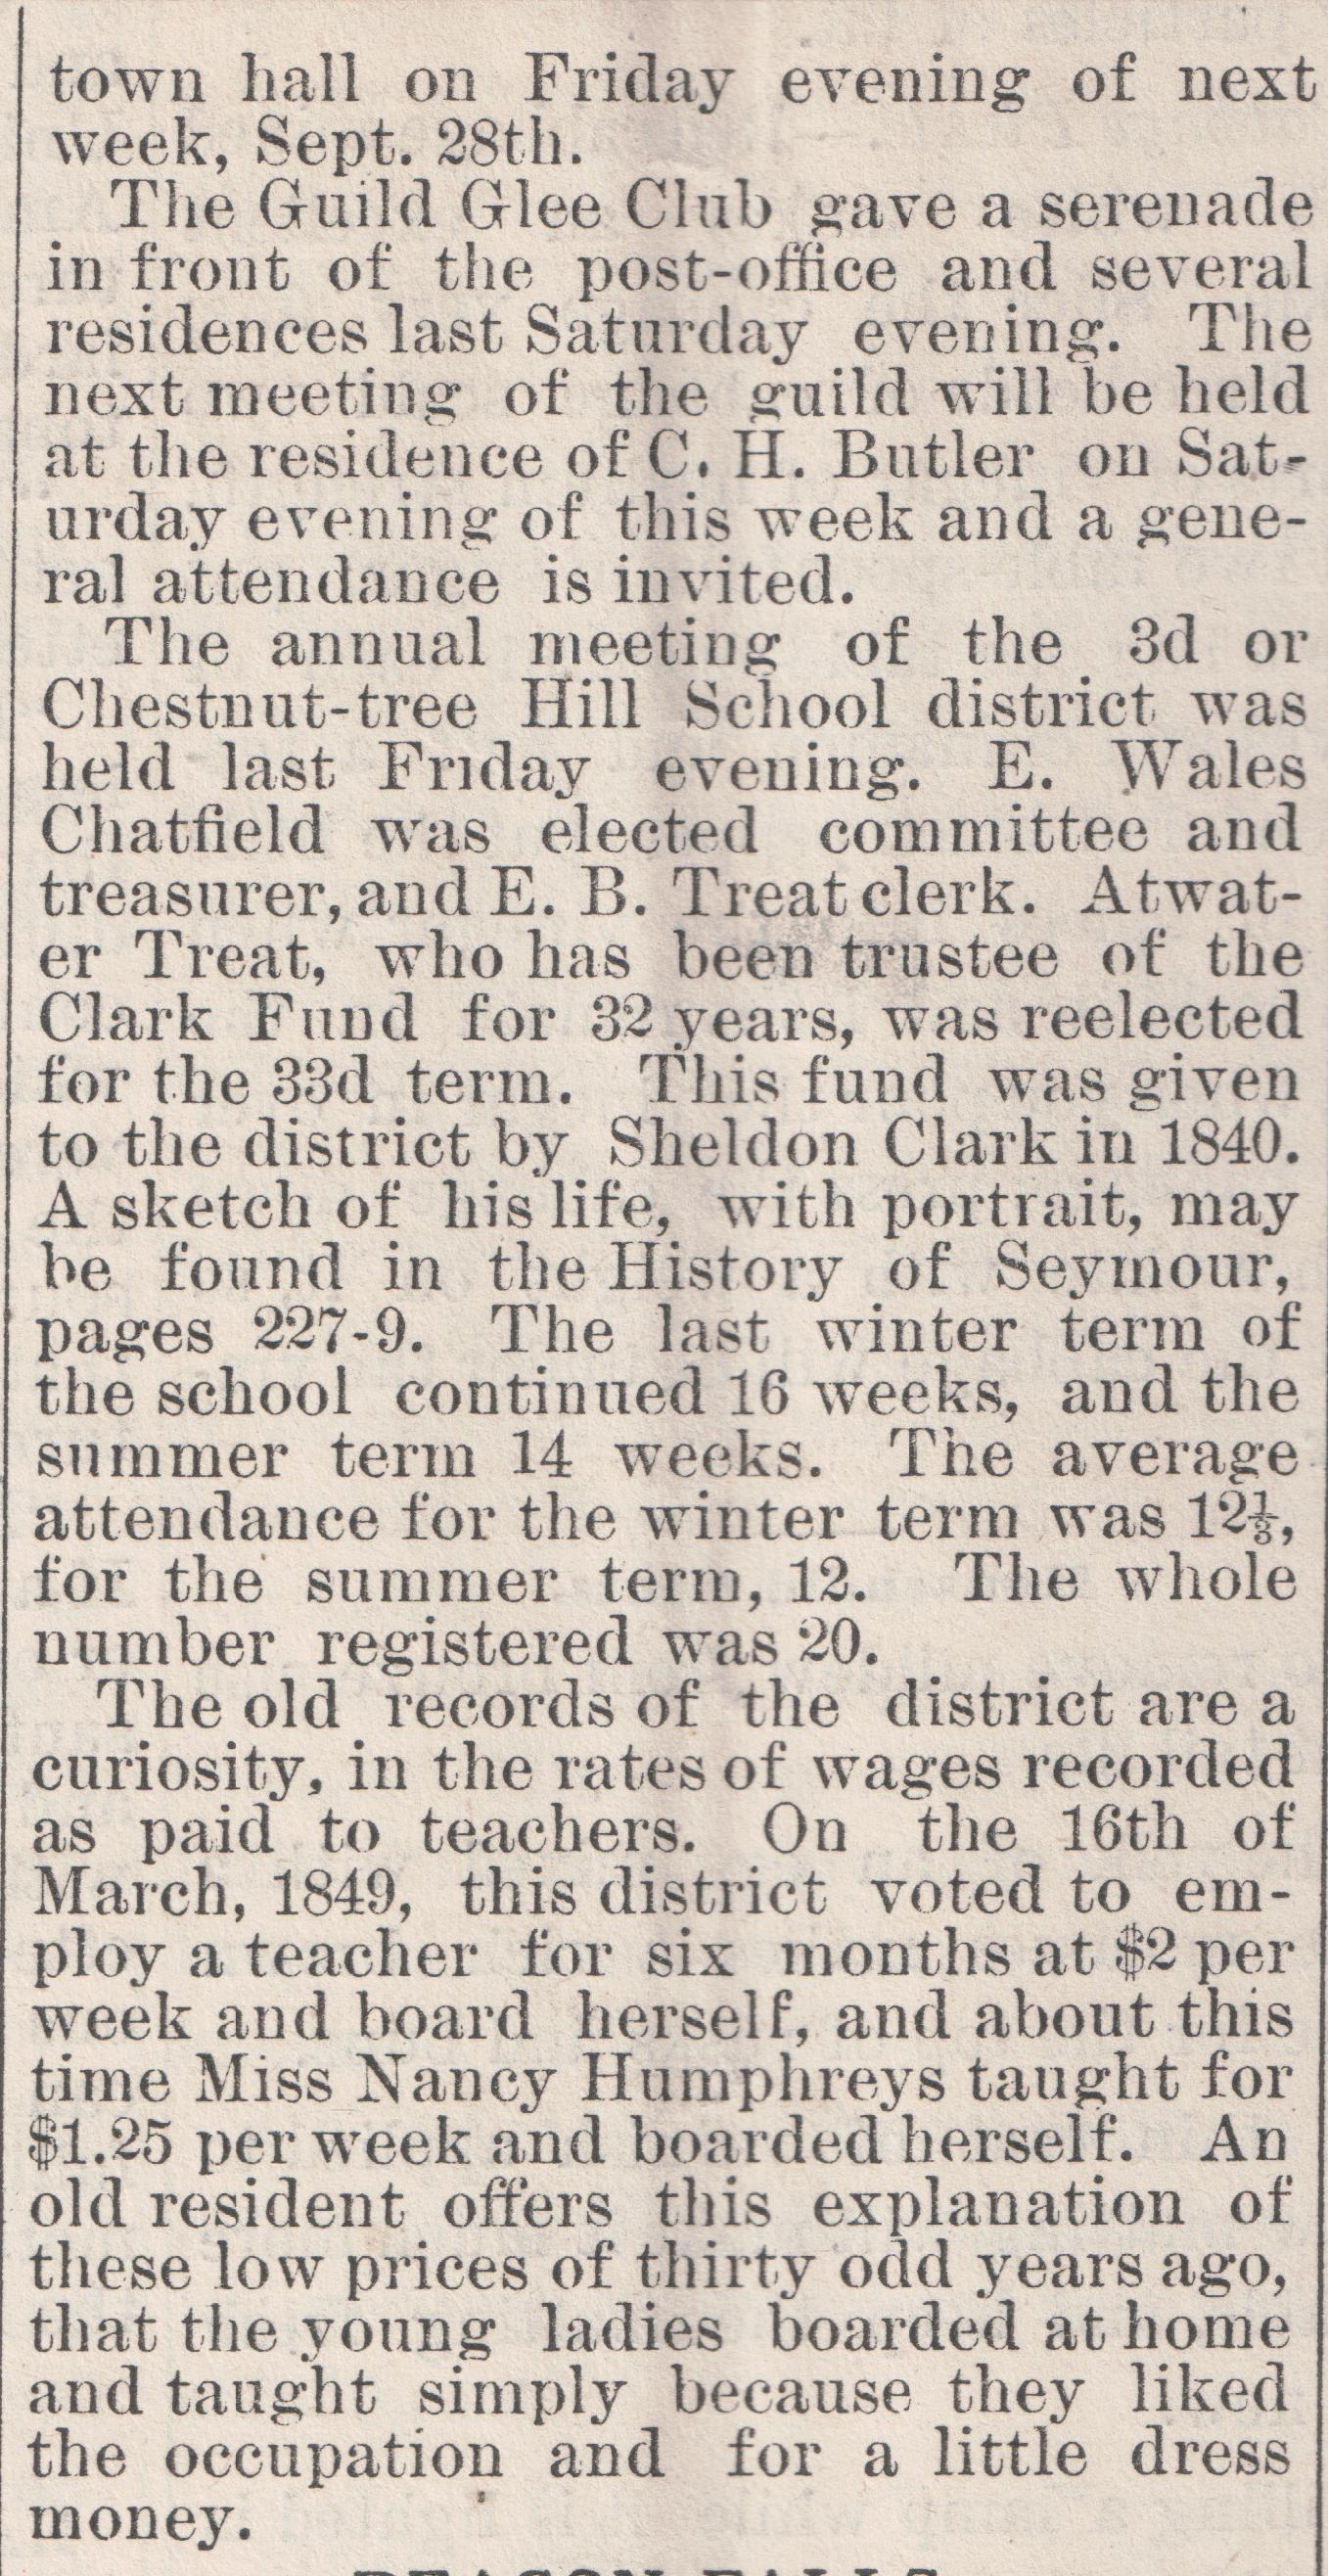 town hall on Friday evening of next
week, Sept. 28th.
The Guild Glee Club gave a serenade
in front of the post-office and several
residences last Saturday evening. The
next meeting of the guild will be held
at the residence of C. H. Butler on Sat-
urday evening of this week and a gene-
ral attendance is invited.
The annual meeting of the 3d or
Chestnut-tree Hill School district was
held last Friday evening. E. Wales
Chatfield was elected committee and
treasurer, and E. B. Treat clerk. Atwat-
er Treat, who has been trustee of the
Clark Fund for 32 years, was reelected
for the 33d term. This fund was given
to the district by Sheldon Clark in 1840.
A sketch of his life, with portrait, may
be found in the History of Seymour,
pages 227-9. The last winter term of
the school continued 16 weeks, and the
summer term 14 weeks. The average
attendance for the winter term was 12⅓,
for the summer term, 12. The whole
number registered was 20.
The old records of the district are a
curiosity, in the rates of wages recorded
as paid to teachers. On the 16th of
March, 1849, this district voted to em-
ploy a teacher for six months at $2 per
week and board herself, and about this
time Miss Nancy Humphreys taught for
$1.25 per week and boarded herself. An
old resident offers this explanation of
these low prices of thirty odd years ago,
that the young ladies boarded at home
and taught simply because they liked
the occupation and for a little dress
money.